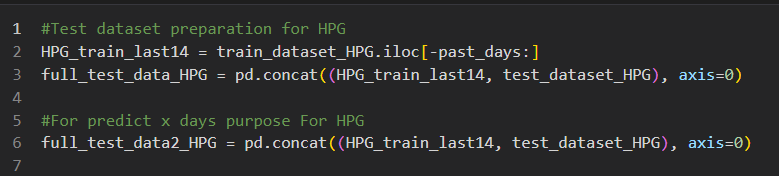 1 #Test dataset preparation for HPG
2 HPG_train_last14 = train_dataset_HPG.iloc[-past_days:]
3 full_test_data_HPG = pd.concat((HPG_train_last14, test_dataset_HPG), axis=0)
4
5 #For predict x days purpose For HPG
6 full_test_data2_HPG = pd.concat((HPG_train_last14, test_dataset_HPG), axis=0)
7